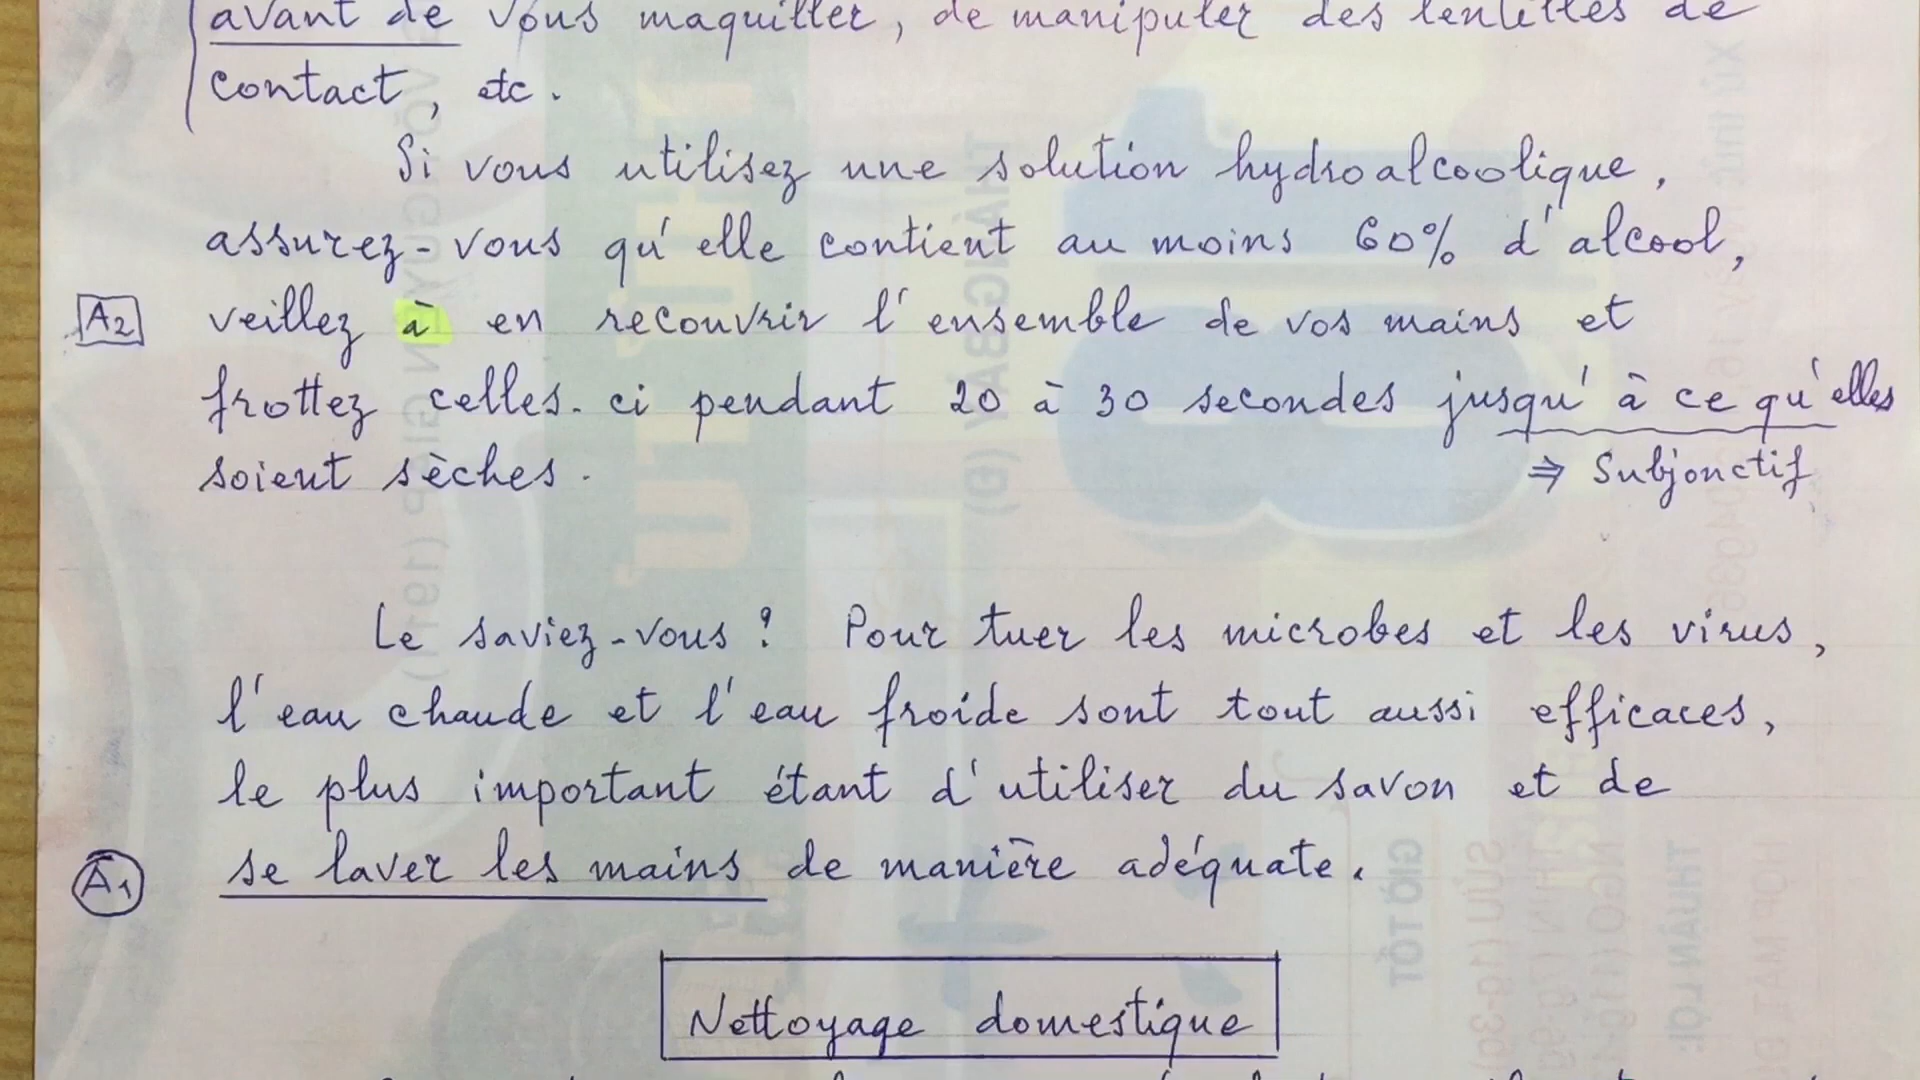 avant de vous maquiller, de manipuler des lentilles de
contact, etc.
Si vous utilisez une solution hydroalcoolique,
assurez-vous qu'elle contient au moins 60% d'alcool,
A2 veillez à en recouvrir l'ensemble de vos mains et
frottez celles-ci pendant 20 à 30 secondes jusqu'à ce qu'elles
soient sèches.
⇒ Subjonctif
Le saviez-vous ? Pour tuer les microbes et les virus,
l'eau chaude et l'eau froide sont tout aussi efficaces,
le plus important étant d'utiliser du savon et de
A1 se laver les mains de manière adéquate.
Nettoyage domestique